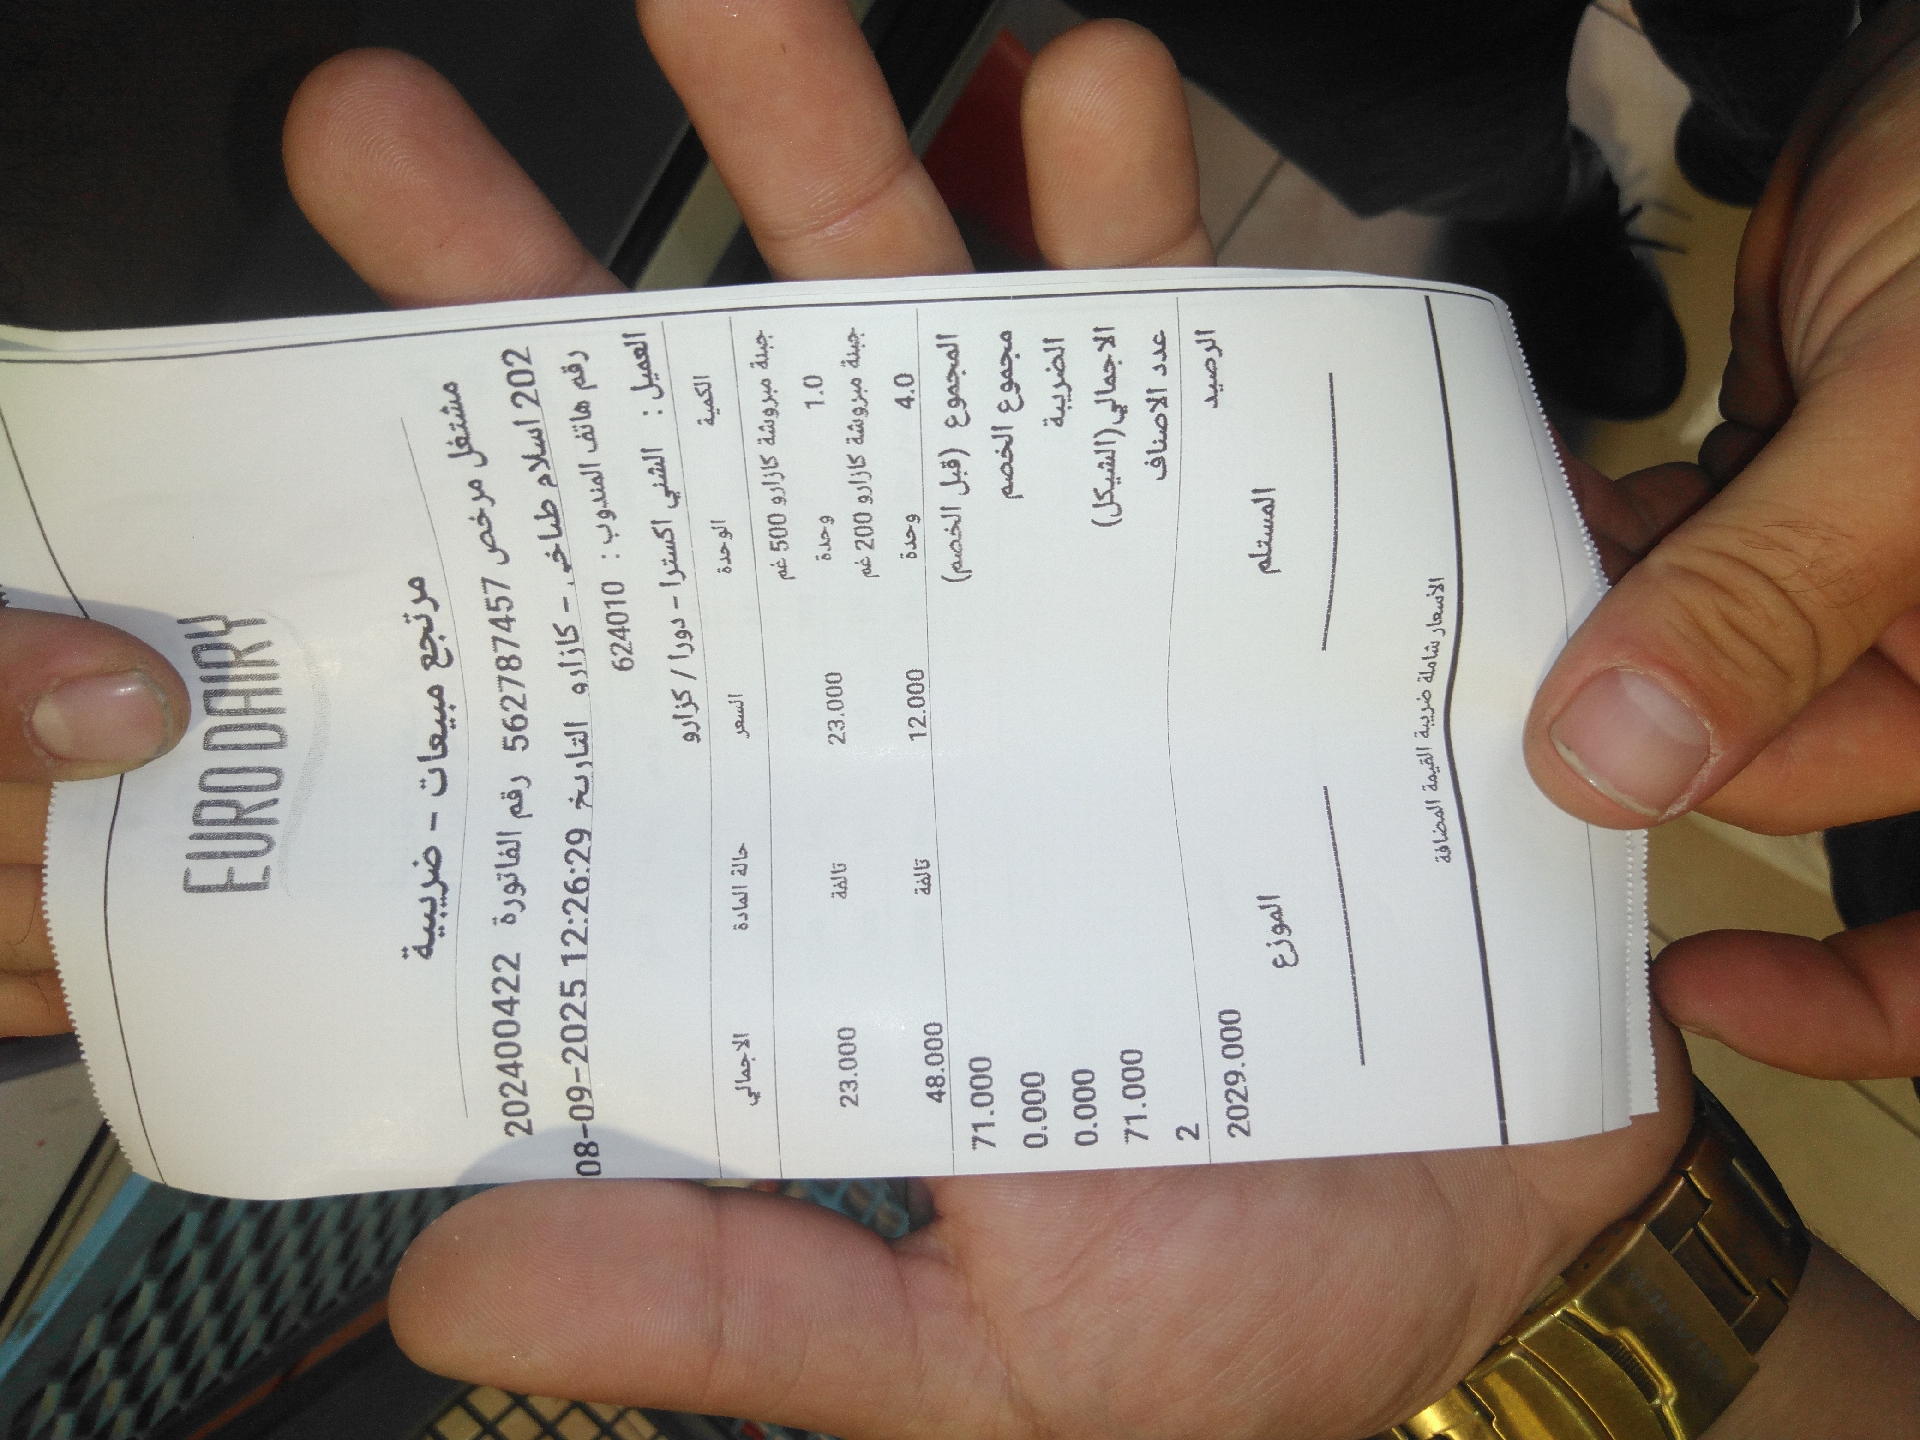 EURO DAIRY
مرتجع مبيعات - ضريبية
مشتغل مرخص 562787457 رقم الفاتورة 202400422
202 اسلام طباخي - كازارو التاريخ 08-09-2025 12:26:29
رقم هاتف المندوب : 624010
العميل : الشني اكسترا - دورا / كزارو
الكمية الوحدة السعر حالة المادة الاجمالي
جبنة مبروشة كازارو 500 غم
1.0 وحدة 23.000 تالفة 23.000
جبنة مبروشة كازارو 200 غم
4.0 وحدة 12.000 تالفة 48.000
المجموع (قبل الخصم) 71.000
مجموع الخصم 0.000
الضريبة 0.000
الاجمالي(الشيكل) 71.000
عدد الاصناف 2
الرصيد 2029.000
المستلم الموزع
الاسعار شاملة ضريبة القيمة المضافة